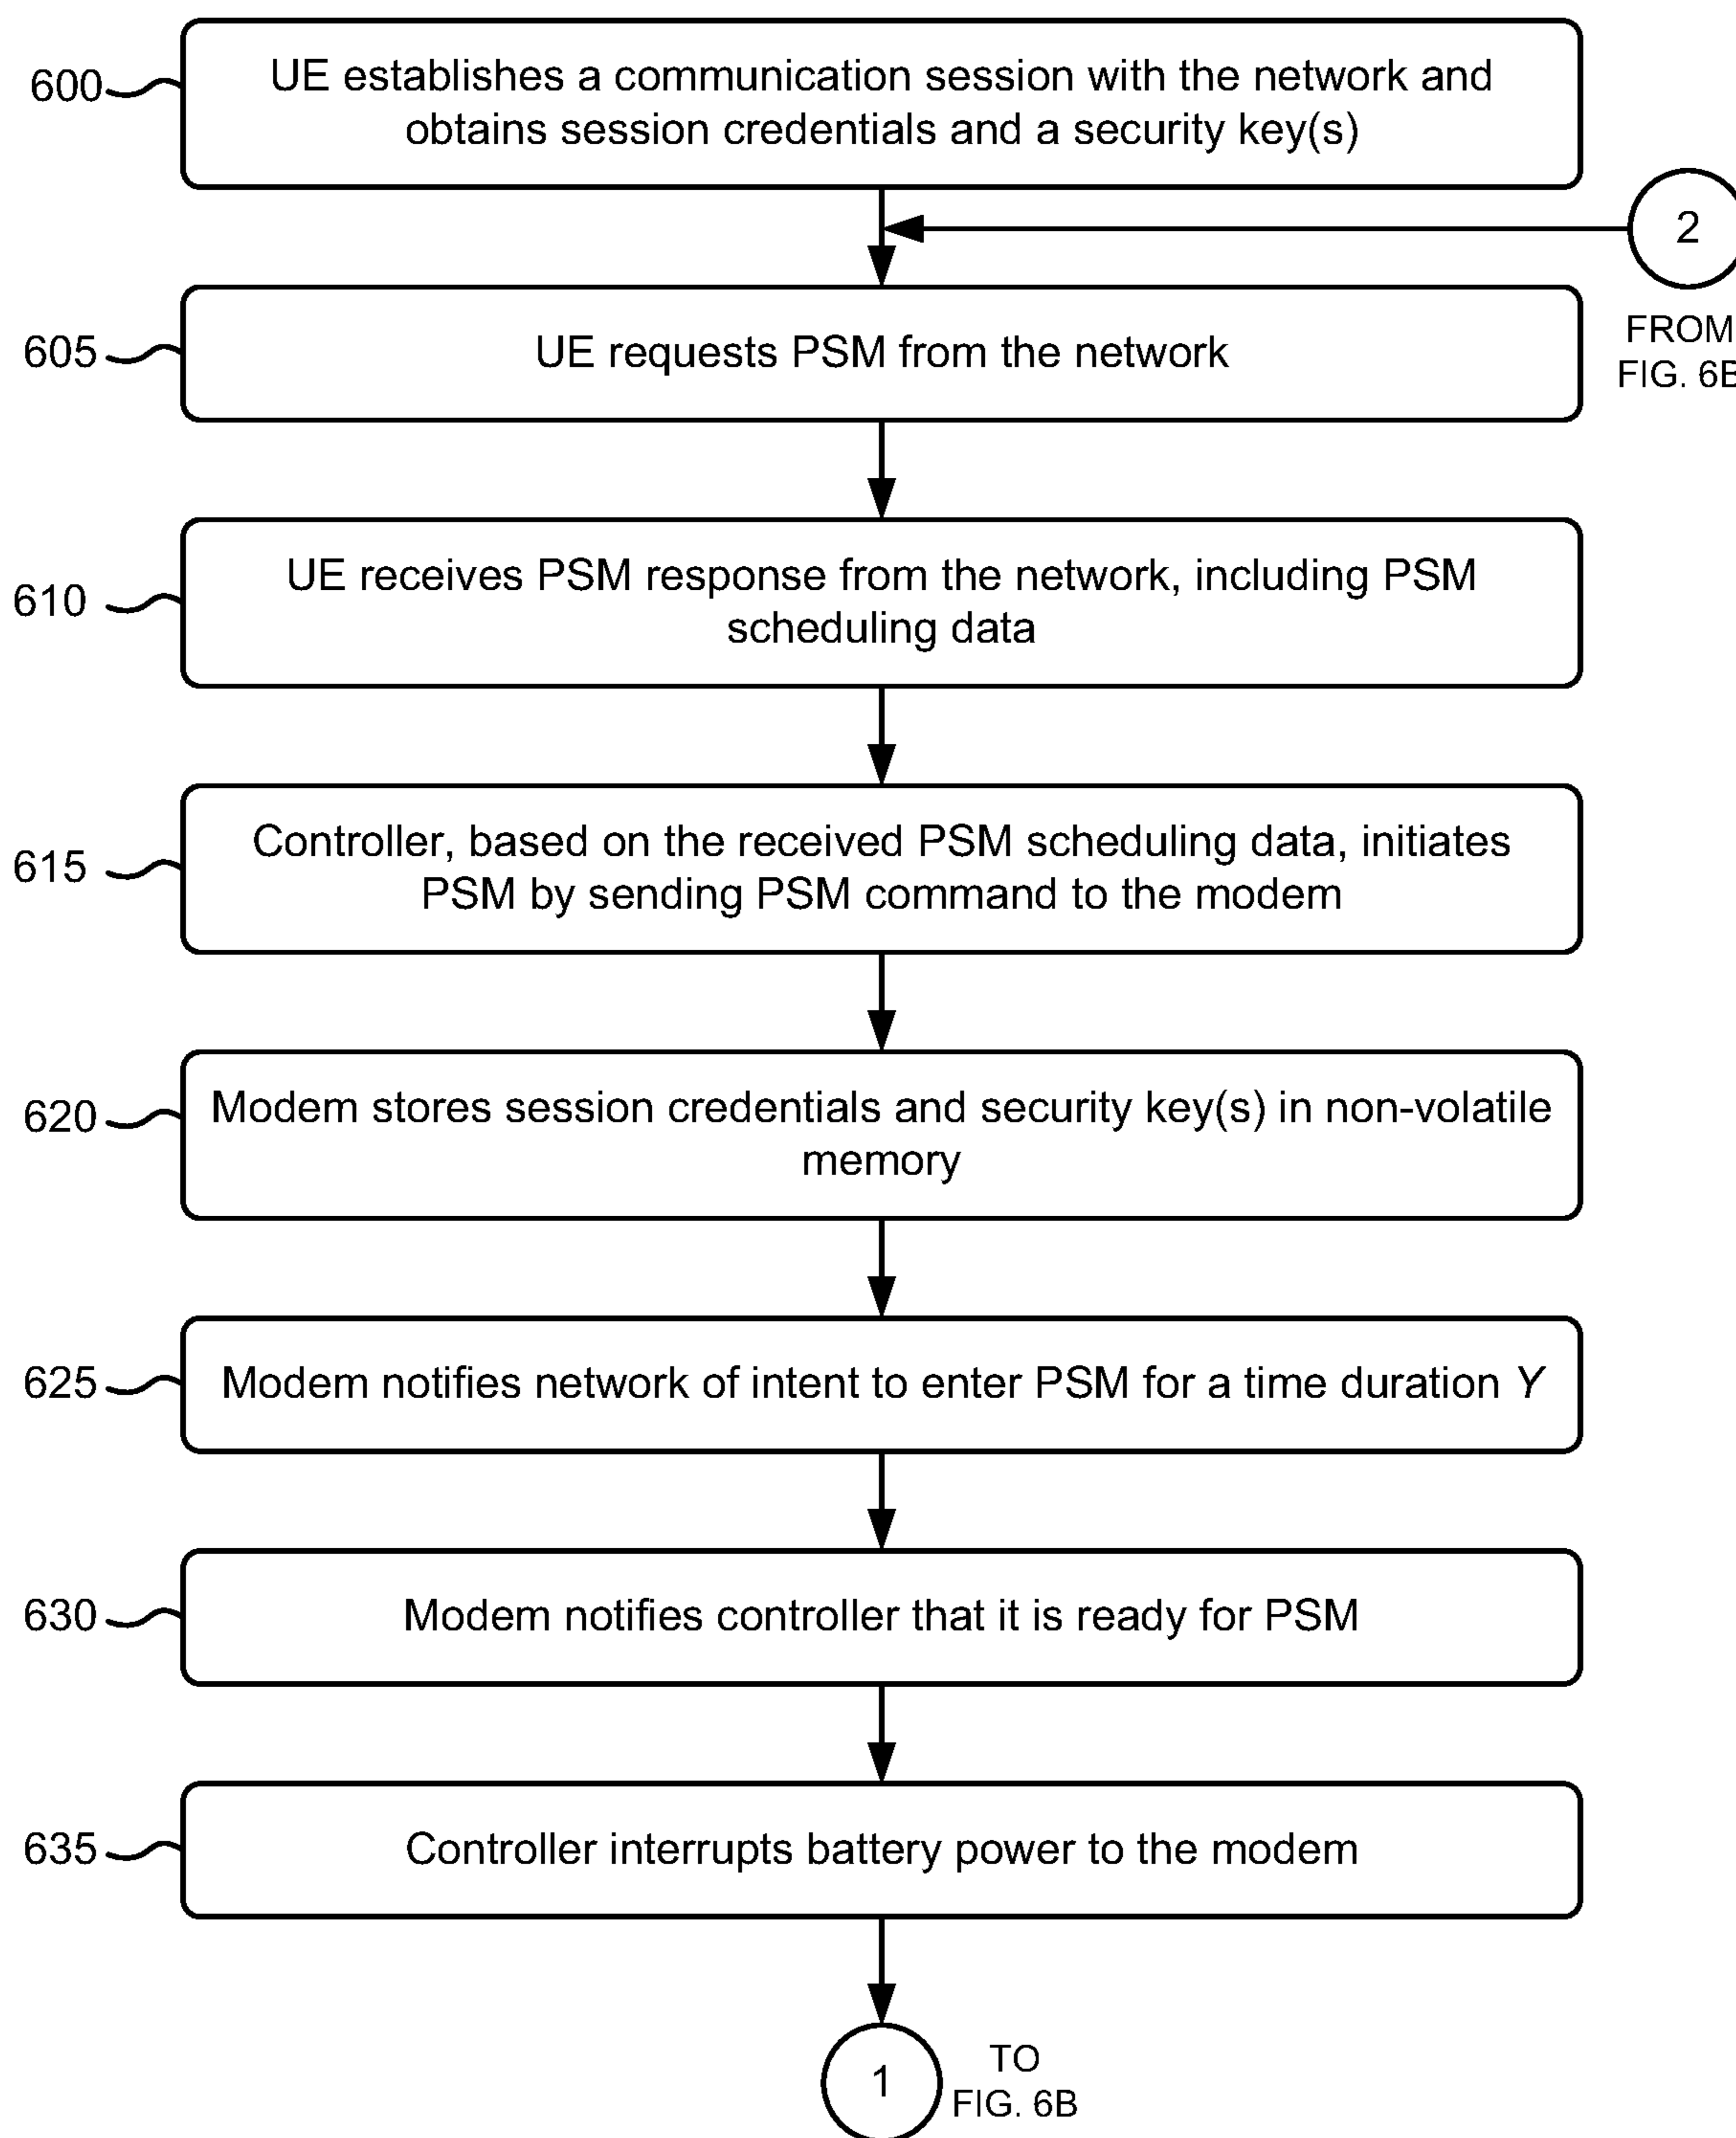 600
UE establishes a communication session with the network and
obtains session credentials and a security key(s)
2
FROM
FIG. 6B
605
UE requests PSM from the network
610
UE receives PSM response from the network, including PSM
scheduling data
615
Controller, based on the received PSM scheduling data, initiates
PSM by sending PSM command to the modem
620
Modem stores session credentials and security key(s) in non-volatile
memory
625
Modem notifies network of intent to enter PSM for a time duration Y
630
Modem notifies controller that it is ready for PSM
635
Controller interrupts battery power to the modem
1
TO
FIG. 6B